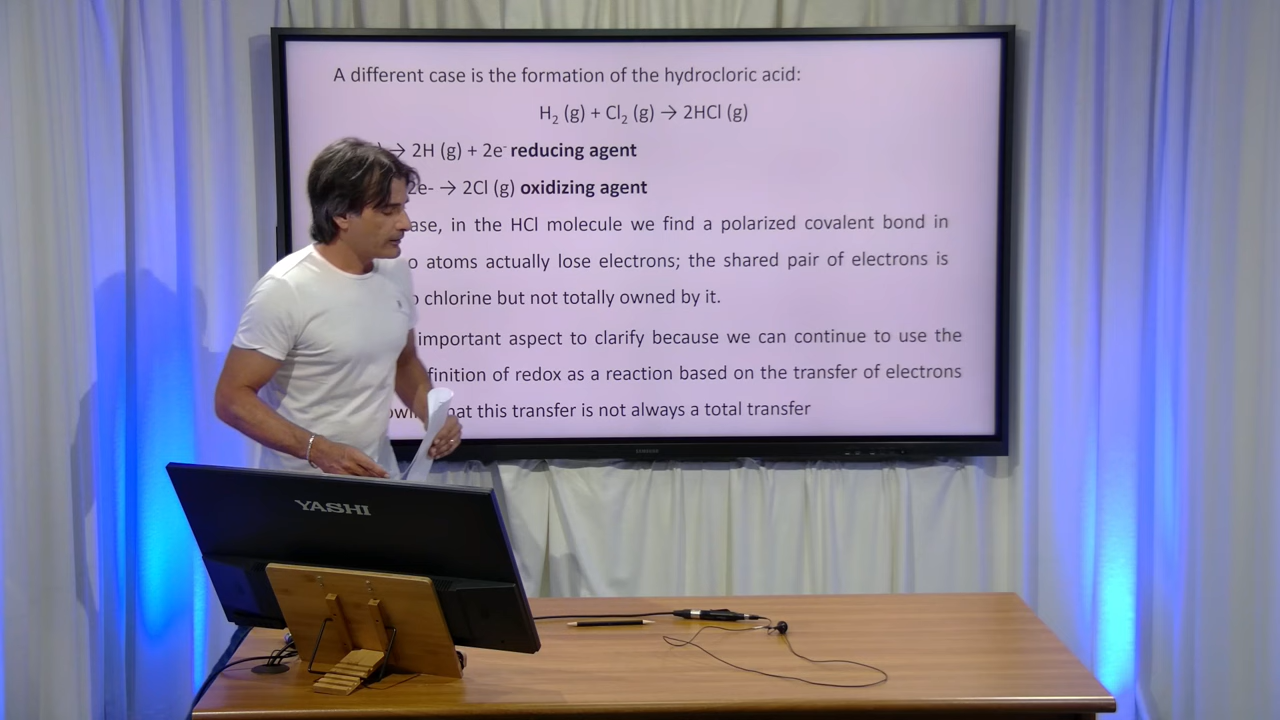 A different case is the formation of the hydrocloric acid:
H₂ (g) + Cl₂ (g) → 2HCl (g)
→ 2H (g) + 2e⁻ reducing agent
2e- → 2Cl (g) oxidizing agent
in the HCl molecule we find a polarized covalent bond in
atoms actually lose electrons; the shared pair of electrons is
chlorine but not totally owned by it.
important aspect to clarify because we can continue to use the
of redox as a reaction based on the transfer of electrons
this transfer is not always a total transfer
SAMSUNG
YASHI